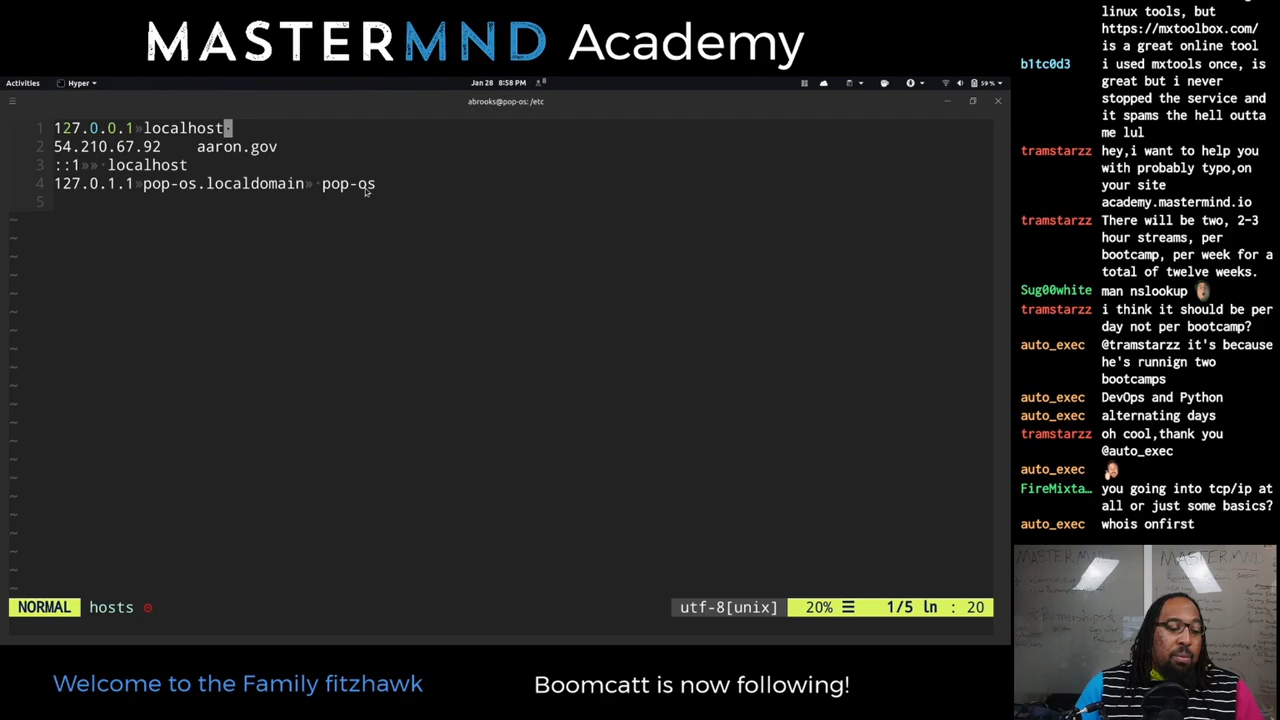 MASTERMND Academy
Activities
Hyper
Jan 28 8:58 PM
59 %
abrooks@pop-os: /etc
1 127.0.0.1 localhost
2 54.210.67.92 aaron.gov
3 ::1 localhost
4 127.0.1.1 pop-os.localdomain pop-os
5
NORMAL hosts
utf-8[unix] 20% 1/5 ln : 20
linux tools, but
https://mxtoolbox.com/
is a great online tool
b1tc0d3 i used mxtools once, is
great but i never
stopped the service and
it spams the hell outta
me lul
tramstarzz hey,i want to help you
with probably typo,on
your site
academy.mastermind.io
tramstarzz There will be two, 2-3
hour streams, per
bootcamp, per week for a
total of twelve weeks.
Sug00white man nslookup
tramstarzz i think it should be per
day not per bootcamp?
auto_exec @tramstarzz it's because
he's runnign two
bootcamps
auto_exec DevOps and Python
auto_exec alternating days
tramstarzz oh cool,thank you
@auto_exec
auto_exec
FireMixta… you going into tcp/ip at
all or just some basics?
auto_exec whois onfirst
MASTERMND
MASTERMND
Welcome to the Family fitzhawk
Boomcatt is now following!